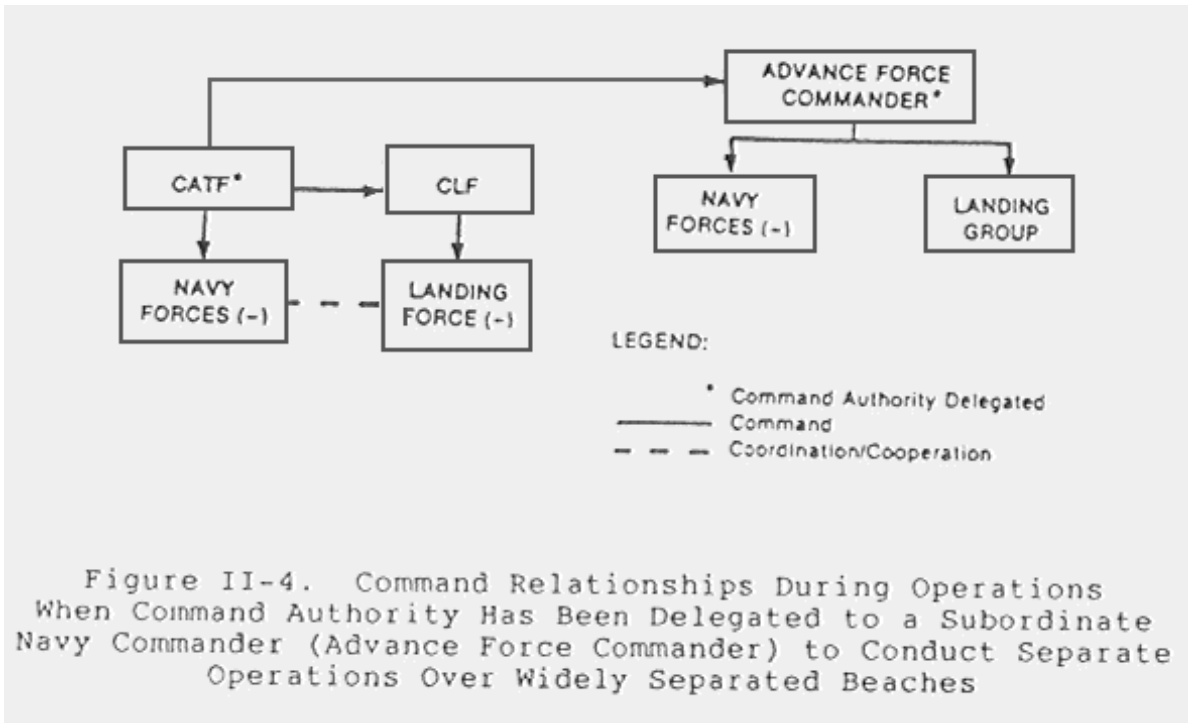 ADVANCE FORCE
COMMANDER*
CATF*
CLF
NAVY
FORCES (-)
LANDING
GROUP
NAVY
FORCES (-)
LANDING
FORCE (-)
LEGEND:
* Command Authority Delegated
Command
Coordination/Cooperation
Figure II-4. Command Relationships During Operations
When Command Authority Has Been Delegated to a Subordinate
Navy Commander (Advance Force Commander) to Conduct Separate
Operations Over Widely Separated Beaches